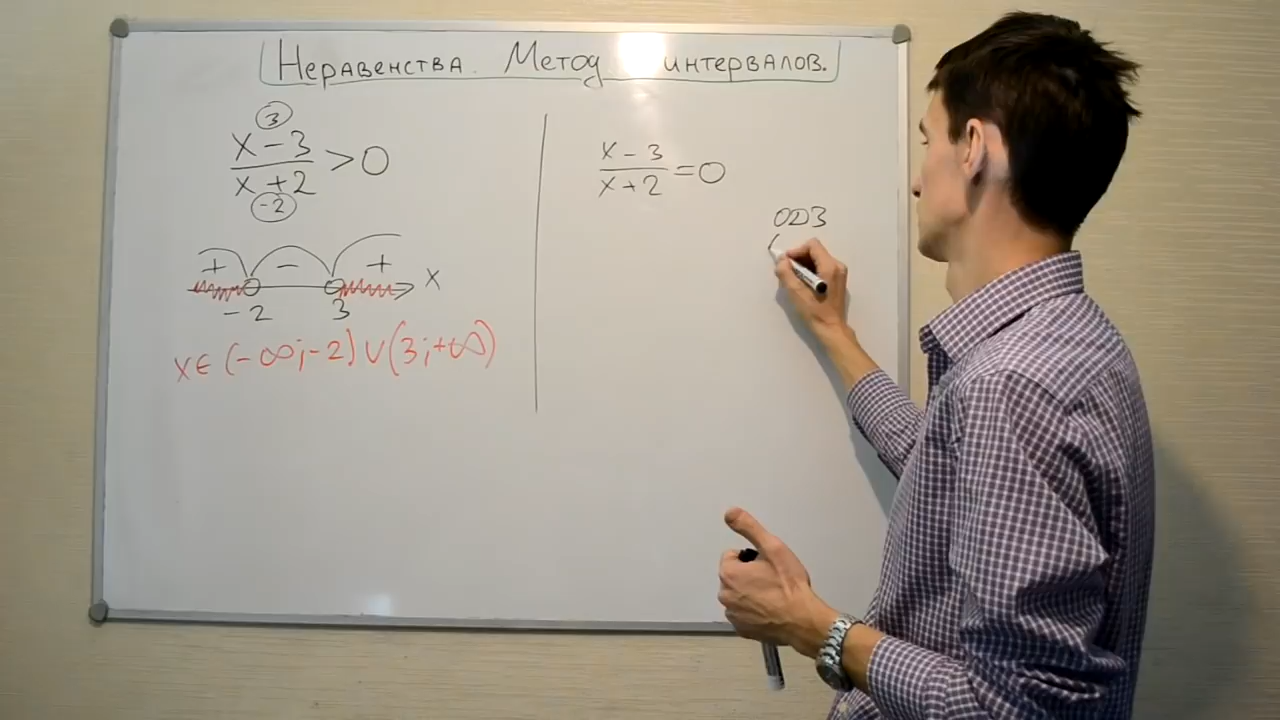 Неравенства. Метод интервалов.
3
x - 3
x + 2
> 0
-2
+ - +
-2 3 x
x ∈ (-∞; -2) ∪ (3; +∞)
x - 3
x + 2
= 0
ОДЗ